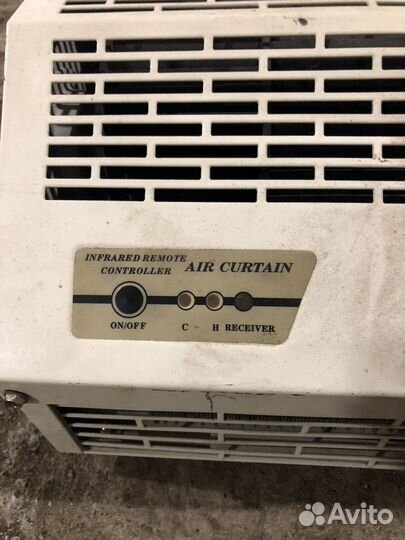 INFRARED REMOTE
CONTROLLER
AIR CURTAIN
ON/OFF
C - H RECEIVER
Avito